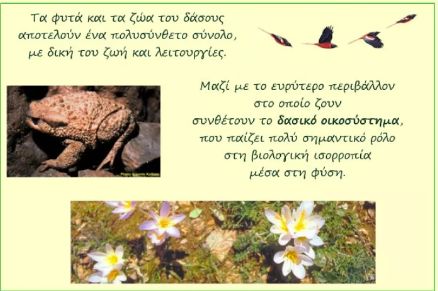 Τα φυτά και τα ζώα του δάσους
αποτελούν ένα πολυσύνθετο σύνολο,
με δική του ζωή και λειτουργίες.
Μαζί με το ευρύτερο περιβάλλον
στο οποίο ζουν
συνθέτουν το δασικό οικοσύστημα,
που παίζει πολύ σημαντικό ρόλο
στη βιολογική ισορροπία
μέσα στη φύση.